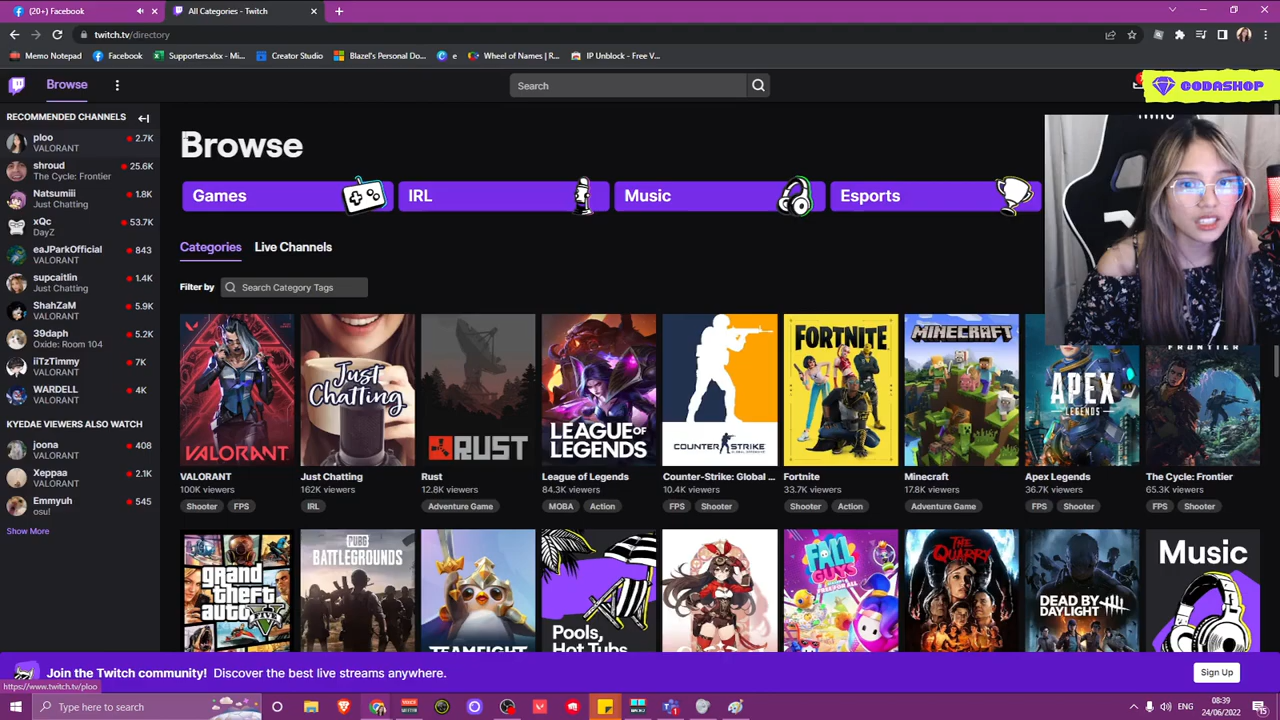 (20+) Facebook
All Categories - Twitch
twitch.tv/directory
Memo Notepad
Facebook
Supporters.xlsx - Mi...
Creator Studio
Blazel's Personal Do...
e
Wheel of Names | R...
IP Unblock - Free V...
Browse
Search
CODASHOP
RECOMMENDED CHANNELS
ploo
VALORANT
2.7K
shroud
The Cycle: Frontier
25.6K
Natsumiii
Just Chatting
1.8K
xQc
DayZ
53.7K
eaJParkOfficial
VALORANT
843
supcaitlin
Just Chatting
1.4K
ShahZaM
VALORANT
5.9K
39daph
Oxide: Room 104
5.2K
iiTzTimmy
VALORANT
7K
WARDELL
VALORANT
4K
KYEDAE VIEWERS ALSO WATCH
joona
VALORANT
408
Xeppaa
VALORANT
2.1K
Emmyuh
osu!
545
Show More
Browse
Games
IRL
Music
Esports
Categories
Live Channels
Filter by
Search Category Tags
VALORANT
Just Chatting
RUST
LEAGUE OF LEGENDS
COUNTER STRIKE
FORTNITE
MINECRAFT
APEX LEGENDS
FRONTIER
VALORANT
100K viewers
Shooter FPS
Just Chatting
162K viewers
IRL
Rust
12.8K viewers
Adventure Game
League of Legends
84.3K viewers
MOBA Action
Counter-Strike: Global ...
10.4K viewers
FPS Shooter
Fortnite
33.7K viewers
Shooter Action
Minecraft
17.8K viewers
Adventure Game
Apex Legends
36.7K viewers
FPS Shooter
The Cycle: Frontier
65.3K viewers
FPS Shooter
grand theft auto V
PUBG
BATTLEGROUNDS
TEAMFIGHT
Pools,
Hot Tubs,
FALL GUYS
THE QUARRY
DEAD BY DAYLIGHT
Music
Join the Twitch community! Discover the best live streams anywhere.
Sign Up
https://www.twitch.tv/ploo
Type here to search
ENG
08:39
24/06/2022
15